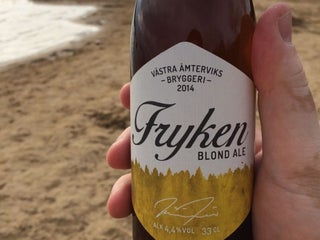 VÄSTRA ÄMTERVIKS
- BRYGGERI -
2014
Fryken
BLOND ALE
ALK 4,4% VOL 33 cl